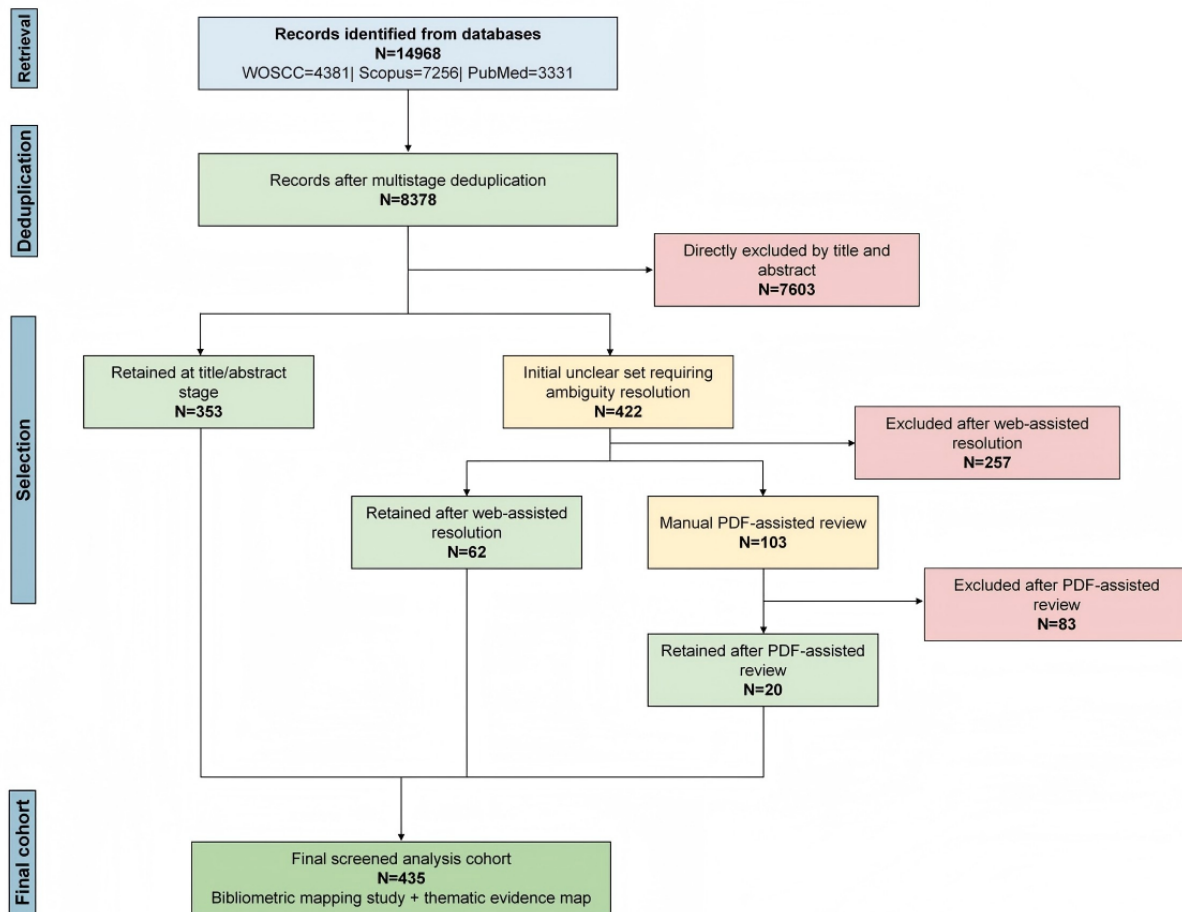 Retrieval
Records identified from databases
N=14968
WOSCC=4381| Scopus=7256| PubMed=3331
Deduplication
Records after multistage deduplication
N=8378
Directly excluded by title and
abstract
N=7603
Selection
Retained at title/abstract
stage
N=353
Initial unclear set requiring
ambiguity resolution
N=422
Excluded after web-assisted
resolution
N=257
Retained after web-assisted
resolution
N=62
Manual PDF-assisted review
N=103
Excluded after PDF-assisted
review
N=83
Retained after PDF-assisted
review
N=20
Final cohort
Final screened analysis cohort
N=435
Bibliometric mapping study + thematic evidence map